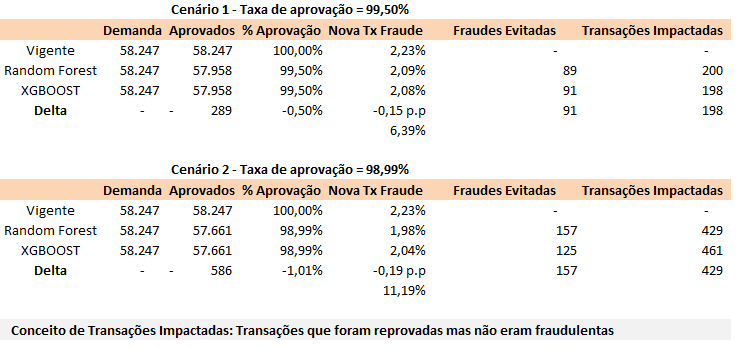 Cenário 1 - Taxa de aprovação = 99,50%
Demanda Aprovados % Aprovação Nova Tx Fraude Fraudes Evitadas Transações Impactadas
Vigente 58.247 58.247 100,00% 2,23% - -
Random Forest 58.247 57.958 99,50% 2,09% 89 200
XGBOOST 58.247 57.958 99,50% 2,08% 91 198
Delta - - 289 -0,50% -0,15 p.p 91 198
6,39%
Cenário 2 - Taxa de aprovação = 98,99%
Demanda Aprovados % Aprovação Nova Tx Fraude Fraudes Evitadas Transações Impactadas
Vigente 58.247 58.247 100,00% 2,23% - -
Random Forest 58.247 57.661 98,99% 1,98% 157 429
XGBOOST 58.247 57.661 98,99% 2,04% 125 461
Delta - - 586 -1,01% -0,19 p.p 157 429
11,19%
Conceito de Transações Impactadas: Transações que foram reprovadas mas não eram fraudulentas